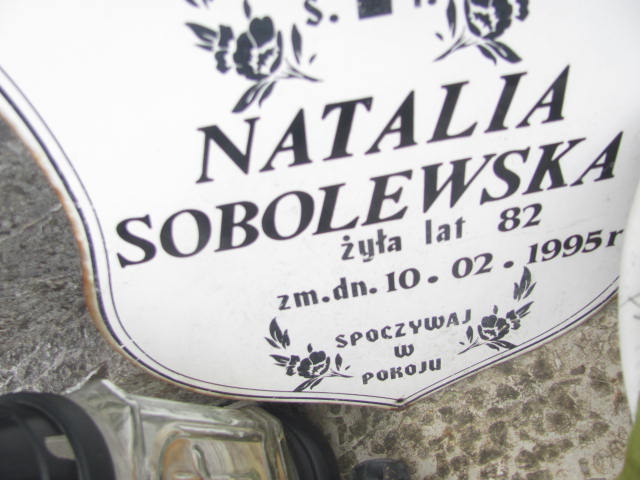 Ś. P.
NATALIA
SOBOLEWSKA
żyła lat 82
zm.dn. 10.02.1995r
SPOCZYWAJ
W
POKOJU